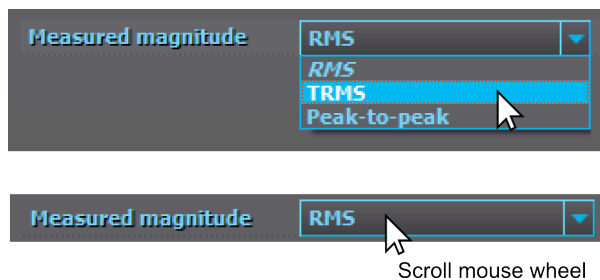 Measured magnitude RMS
RMS
TRMS
Peak-to-peak
Measured magnitude RMS
Scroll mouse wheel